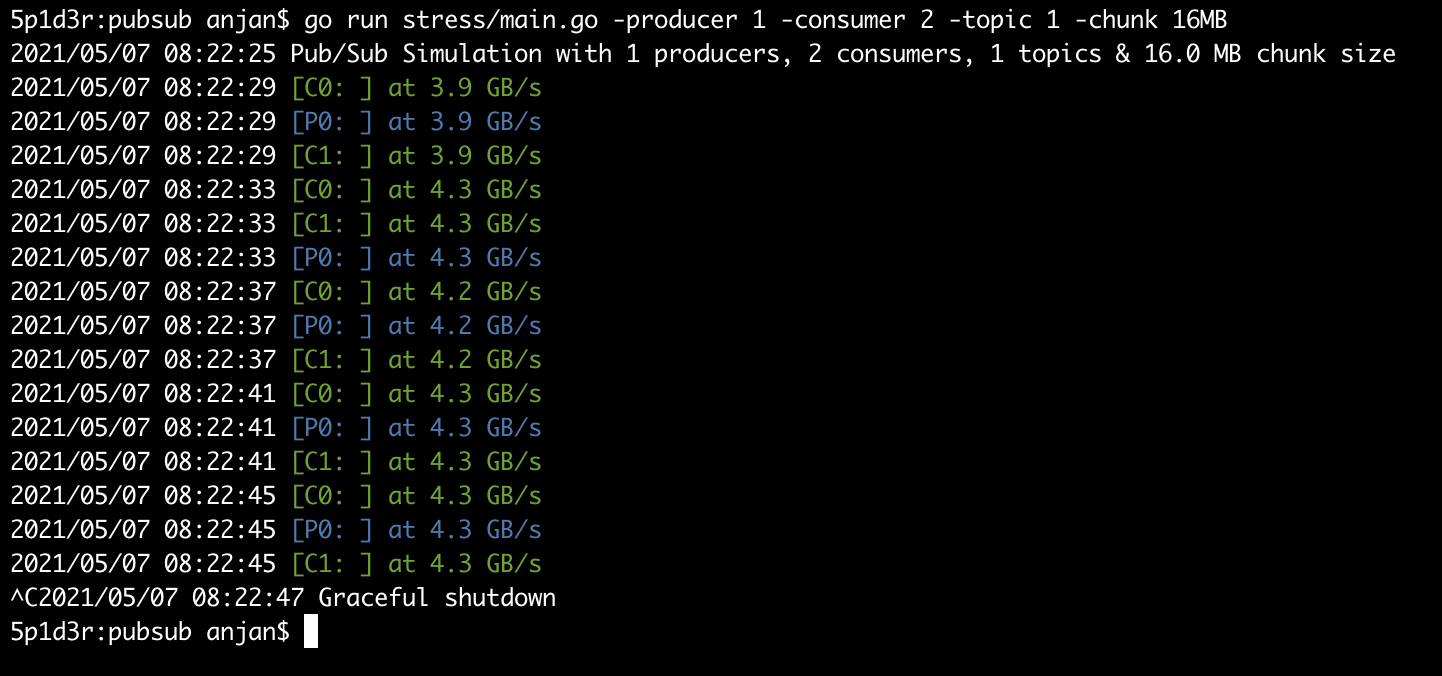 5p1d3r:pubsub anjan$ go run stress/main.go -producer 1 -consumer 2 -topic 1 -chunk 16MB
2021/05/07 08:22:25 Pub/Sub Simulation with 1 producers, 2 consumers, 1 topics & 16.0 MB chunk size
2021/05/07 08:22:29 [C0: ] at 3.9 GB/s
2021/05/07 08:22:29 [P0: ] at 3.9 GB/s
2021/05/07 08:22:29 [C1: ] at 3.9 GB/s
2021/05/07 08:22:33 [C0: ] at 4.3 GB/s
2021/05/07 08:22:33 [C1: ] at 4.3 GB/s
2021/05/07 08:22:33 [P0: ] at 4.3 GB/s
2021/05/07 08:22:37 [C0: ] at 4.2 GB/s
2021/05/07 08:22:37 [P0: ] at 4.2 GB/s
2021/05/07 08:22:37 [C1: ] at 4.2 GB/s
2021/05/07 08:22:41 [C0: ] at 4.3 GB/s
2021/05/07 08:22:41 [P0: ] at 4.3 GB/s
2021/05/07 08:22:41 [C1: ] at 4.3 GB/s
2021/05/07 08:22:45 [C0: ] at 4.3 GB/s
2021/05/07 08:22:45 [P0: ] at 4.3 GB/s
2021/05/07 08:22:45 [C1: ] at 4.3 GB/s
^C2021/05/07 08:22:47 Graceful shutdown
5p1d3r:pubsub anjan$